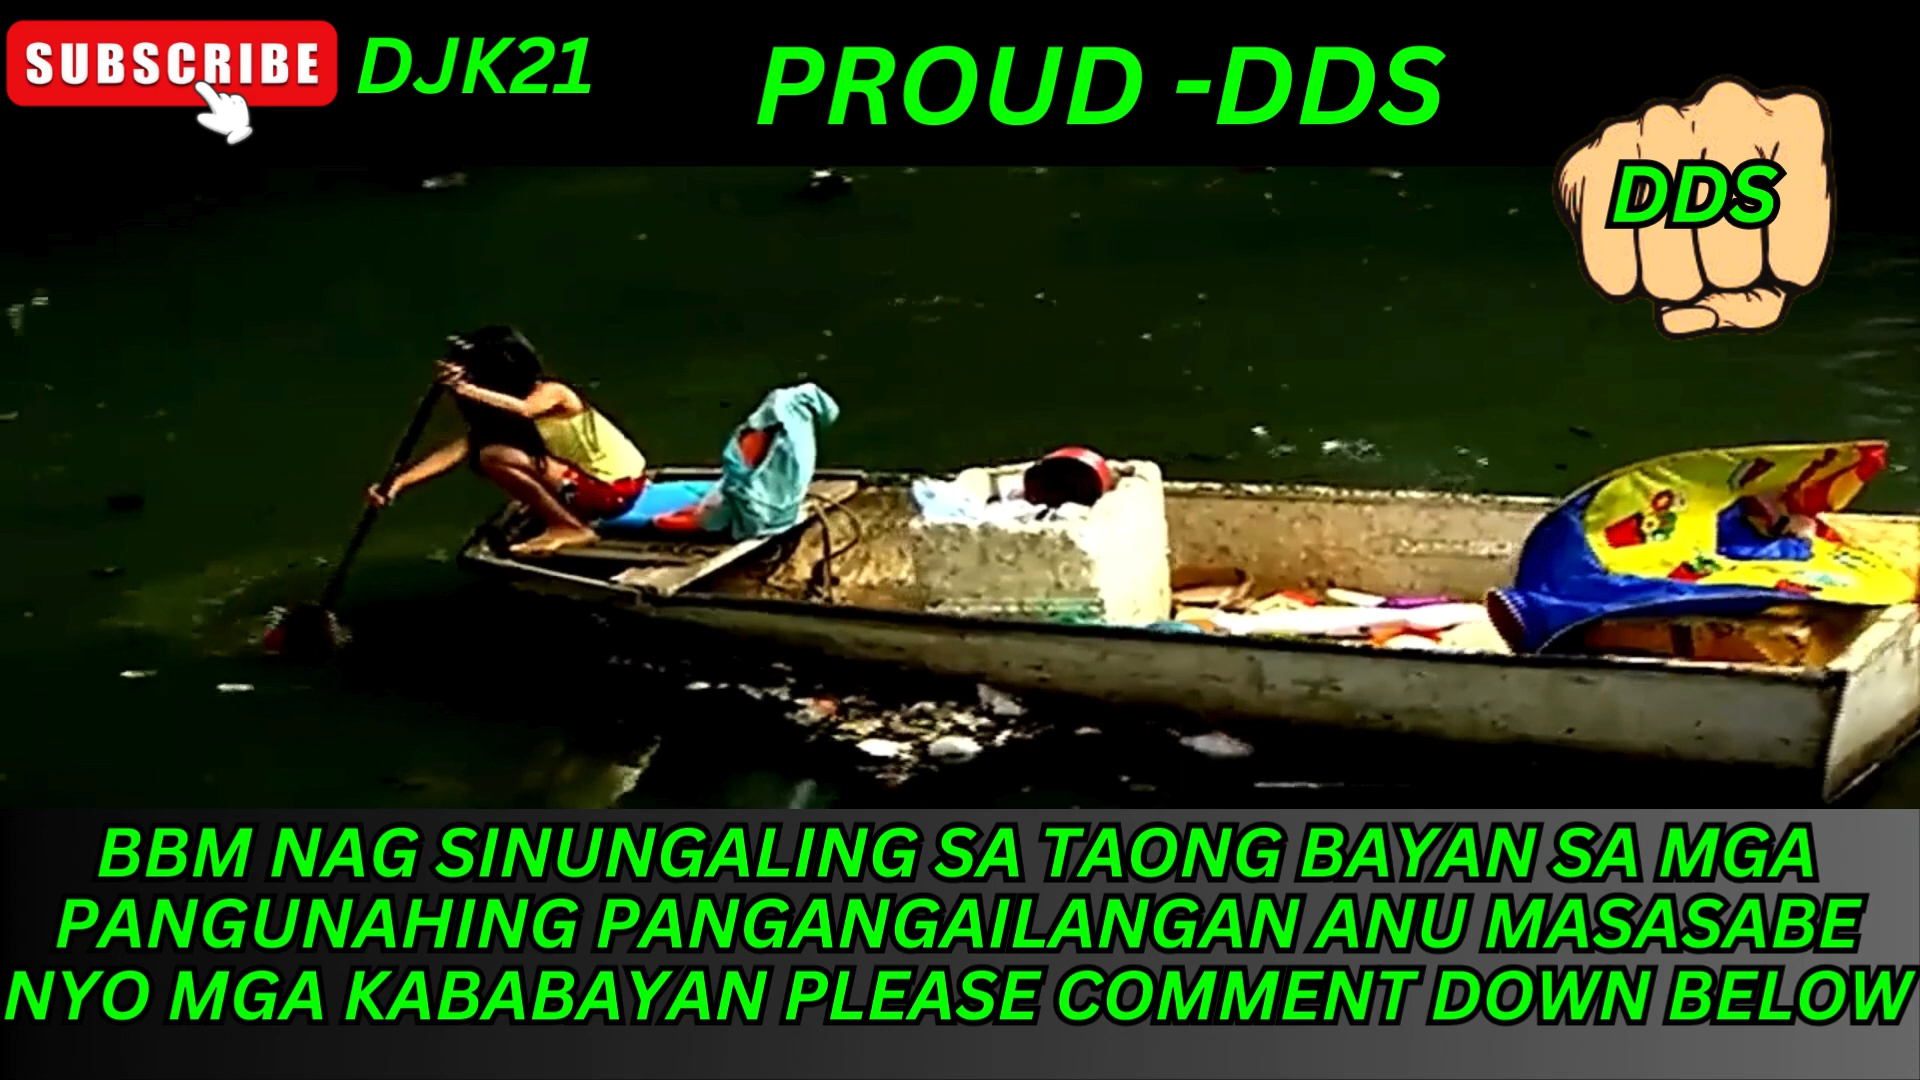 SUBSCRIBE
DJK21
PROUD -DDS
DDS
BBM NAG SINUNGALING SA TAONG BAYAN SA MGA
PANGUNAHING PANGANGAILANGAN ANU MASASABE
NYO MGA KABABAYAN PLEASE COMMENT DOWN BELOW